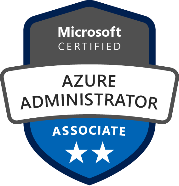 Microsoft
CERTIFIED
AZURE
ADMINISTRATOR
ASSOCIATE